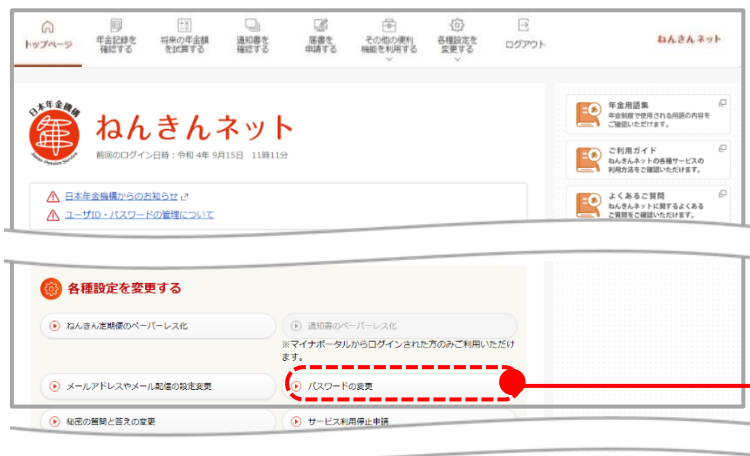 トップページ
年金記録を
確認する
将来の年金額
を試算する
通知書を
確認する
届書を
申請する
その他の便利
機能を利用する
各種設定を
変更する
ログアウト
ねんきんネット
日本年金機構
Japan Pension Service
ねんきんネット
前回のログイン日時：令和 4年 9月15日 11時11分
年金用語集
年金制度で使用される用語の内容を
ご確認いただけます。
ご利用ガイド
ねんきんネットの各種サービスの
利用方法をご確認いただけます。
よくあるご質問
ねんきんネットに関するよくある
ご質問をご確認いただけます。
日本年金機構からのお知らせ
ユーザID・パスワードの管理について
各種設定を変更する
ねんきん定期便のペーパーレス化
通知書のペーパーレス化
※マイナポータルからログインされた方のみご利用いただけ
ます。
メールアドレスやメール配信の設定変更
パスワードの変更
秘密の質問と答えの変更
サービス利用停止申請